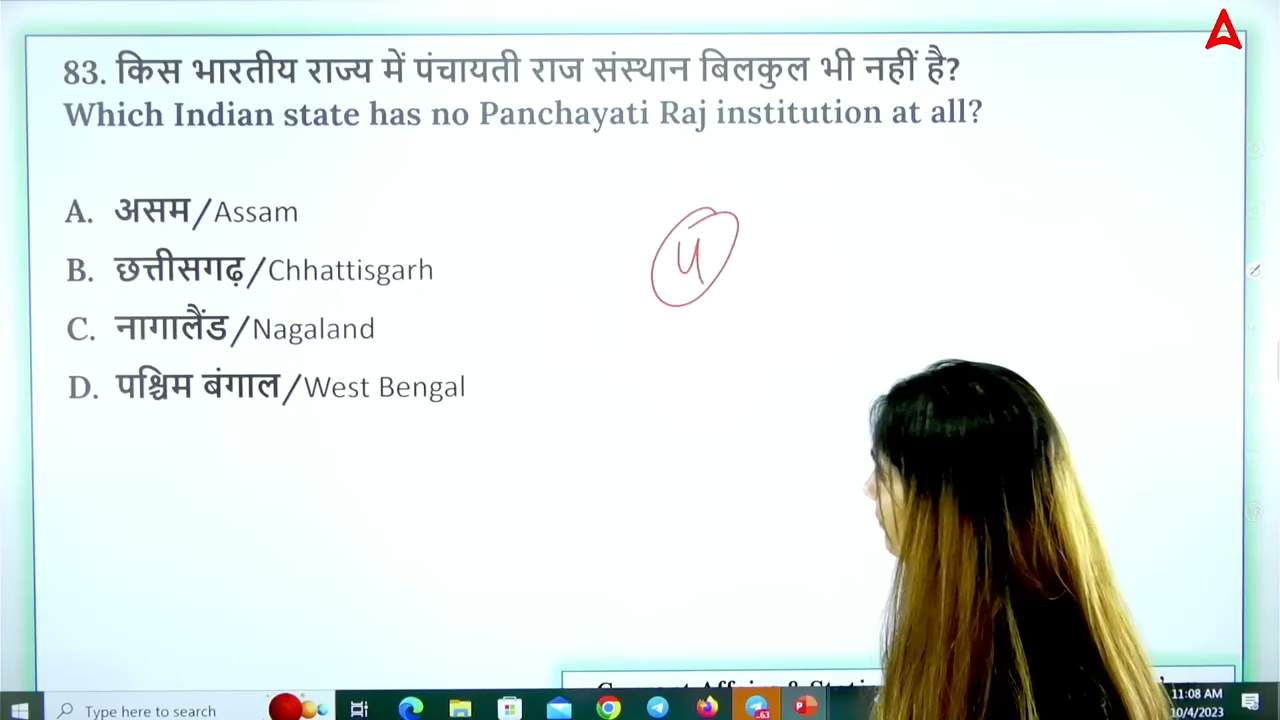 83. किस भारतीय राज्य में पंचायती राज संस्थान बिलकुल भी नहीं है?
Which Indian state has no Panchayati Raj institution at all?
A. असम/Assam
B. छत्तीसगढ़/Chhattisgarh
C. नागालैंड/Nagaland
D. पश्चिम बंगाल/West Bengal
Type here to search
63
11:08 AM
10/4/2023